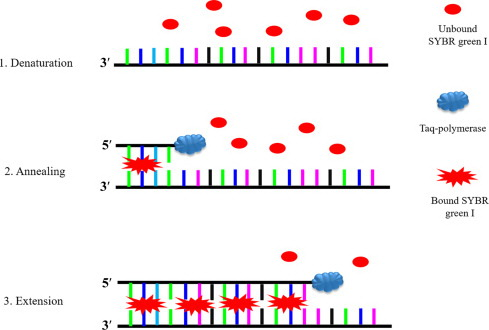 Unbound
SYBR green I
1. Denaturation
3′
Taq-polymerase
5′
2. Annealing
3′
Bound SYBR
green I
5′
3. Extension
3′